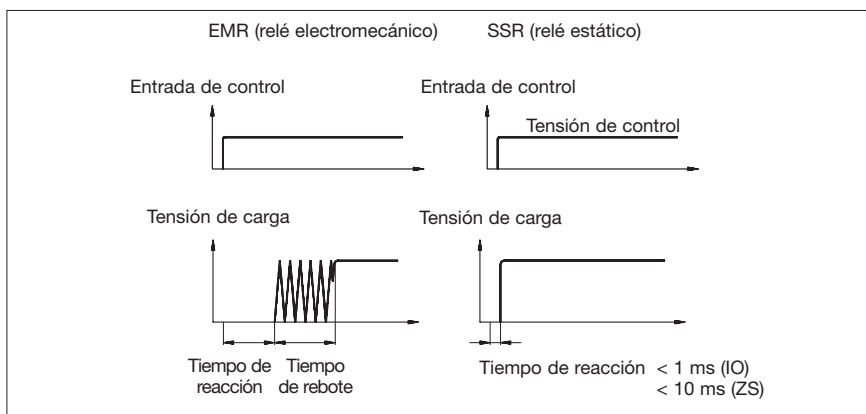 EMR (relé electromecánico) SSR (relé estático)
Entrada de control
Entrada de control
Tensión de control
Tensión de carga
Tensión de carga
Tiempo de
reacción
Tiempo
de rebote
Tiempo de reacción < 1 ms (IO)
< 10 ms (ZS)